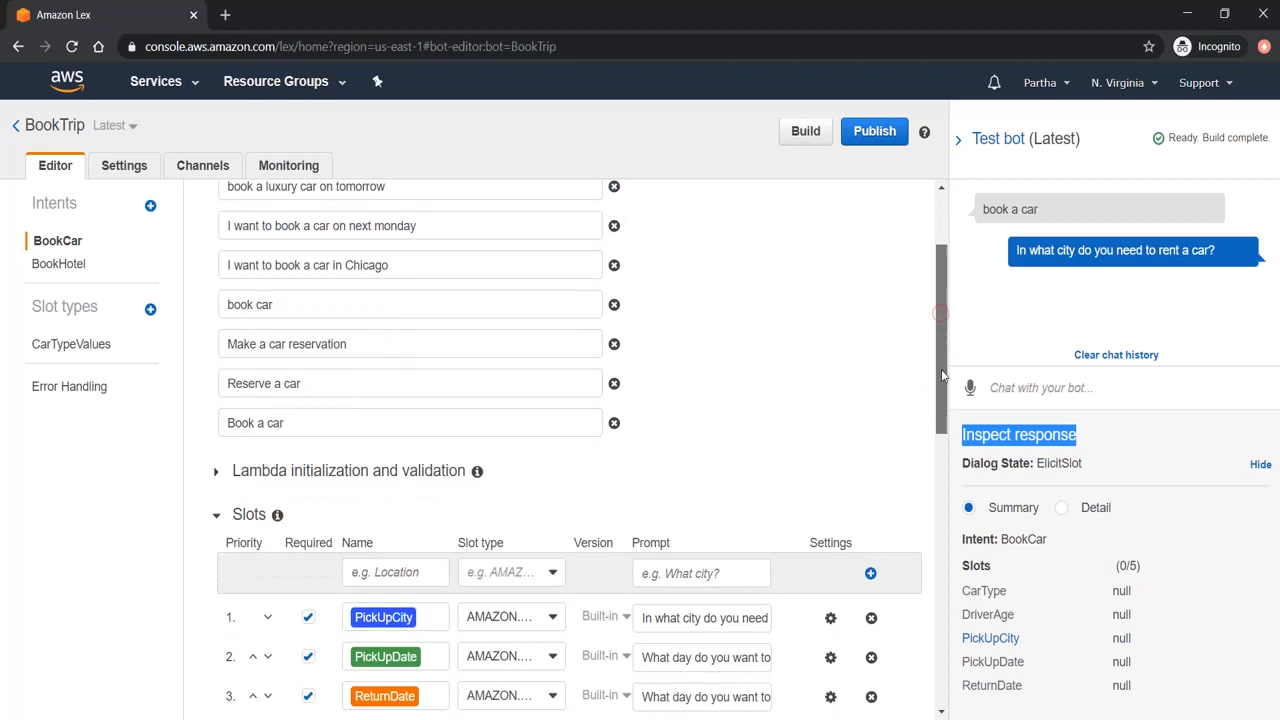 Amazon Lex
console.aws.amazon.com/lex/home?region=us-east-1#bot-editor:bot=BookTrip
Incognito
aws
Services
Resource Groups
Partha
N. Virginia
Support
BookTrip
Latest
Build
Publish
Editor
Settings
Channels
Monitoring
Intents
BookCar
BookHotel
Slot types
CarTypeValues
Error Handling
book a luxury car on tomorrow
I want to book a car on next monday
I want to book a car in Chicago
book car
Make a car reservation
Reserve a car
Book a car
Lambda initialization and validation
Slots
Priority Required Name Slot type Version Prompt Settings
e.g. Location e.g. AMAZ... e.g. What city?
1. PickUpCity AMAZON.... Built-in In what city do you need
2. PickUpDate AMAZON.... Built-in What day do you want to
3. ReturnDate AMAZON.... Built-in What day do you want to
Test bot (Latest)
Ready. Build complete.
book a car
In what city do you need to rent a car?
Clear chat history
Chat with your bot...
Inspect response
Dialog State: ElicitSlot
Hide
Summary Detail
Intent: BookCar
Slots (0/5)
CarType null
DriverAge null
PickUpCity null
PickUpDate null
ReturnDate null